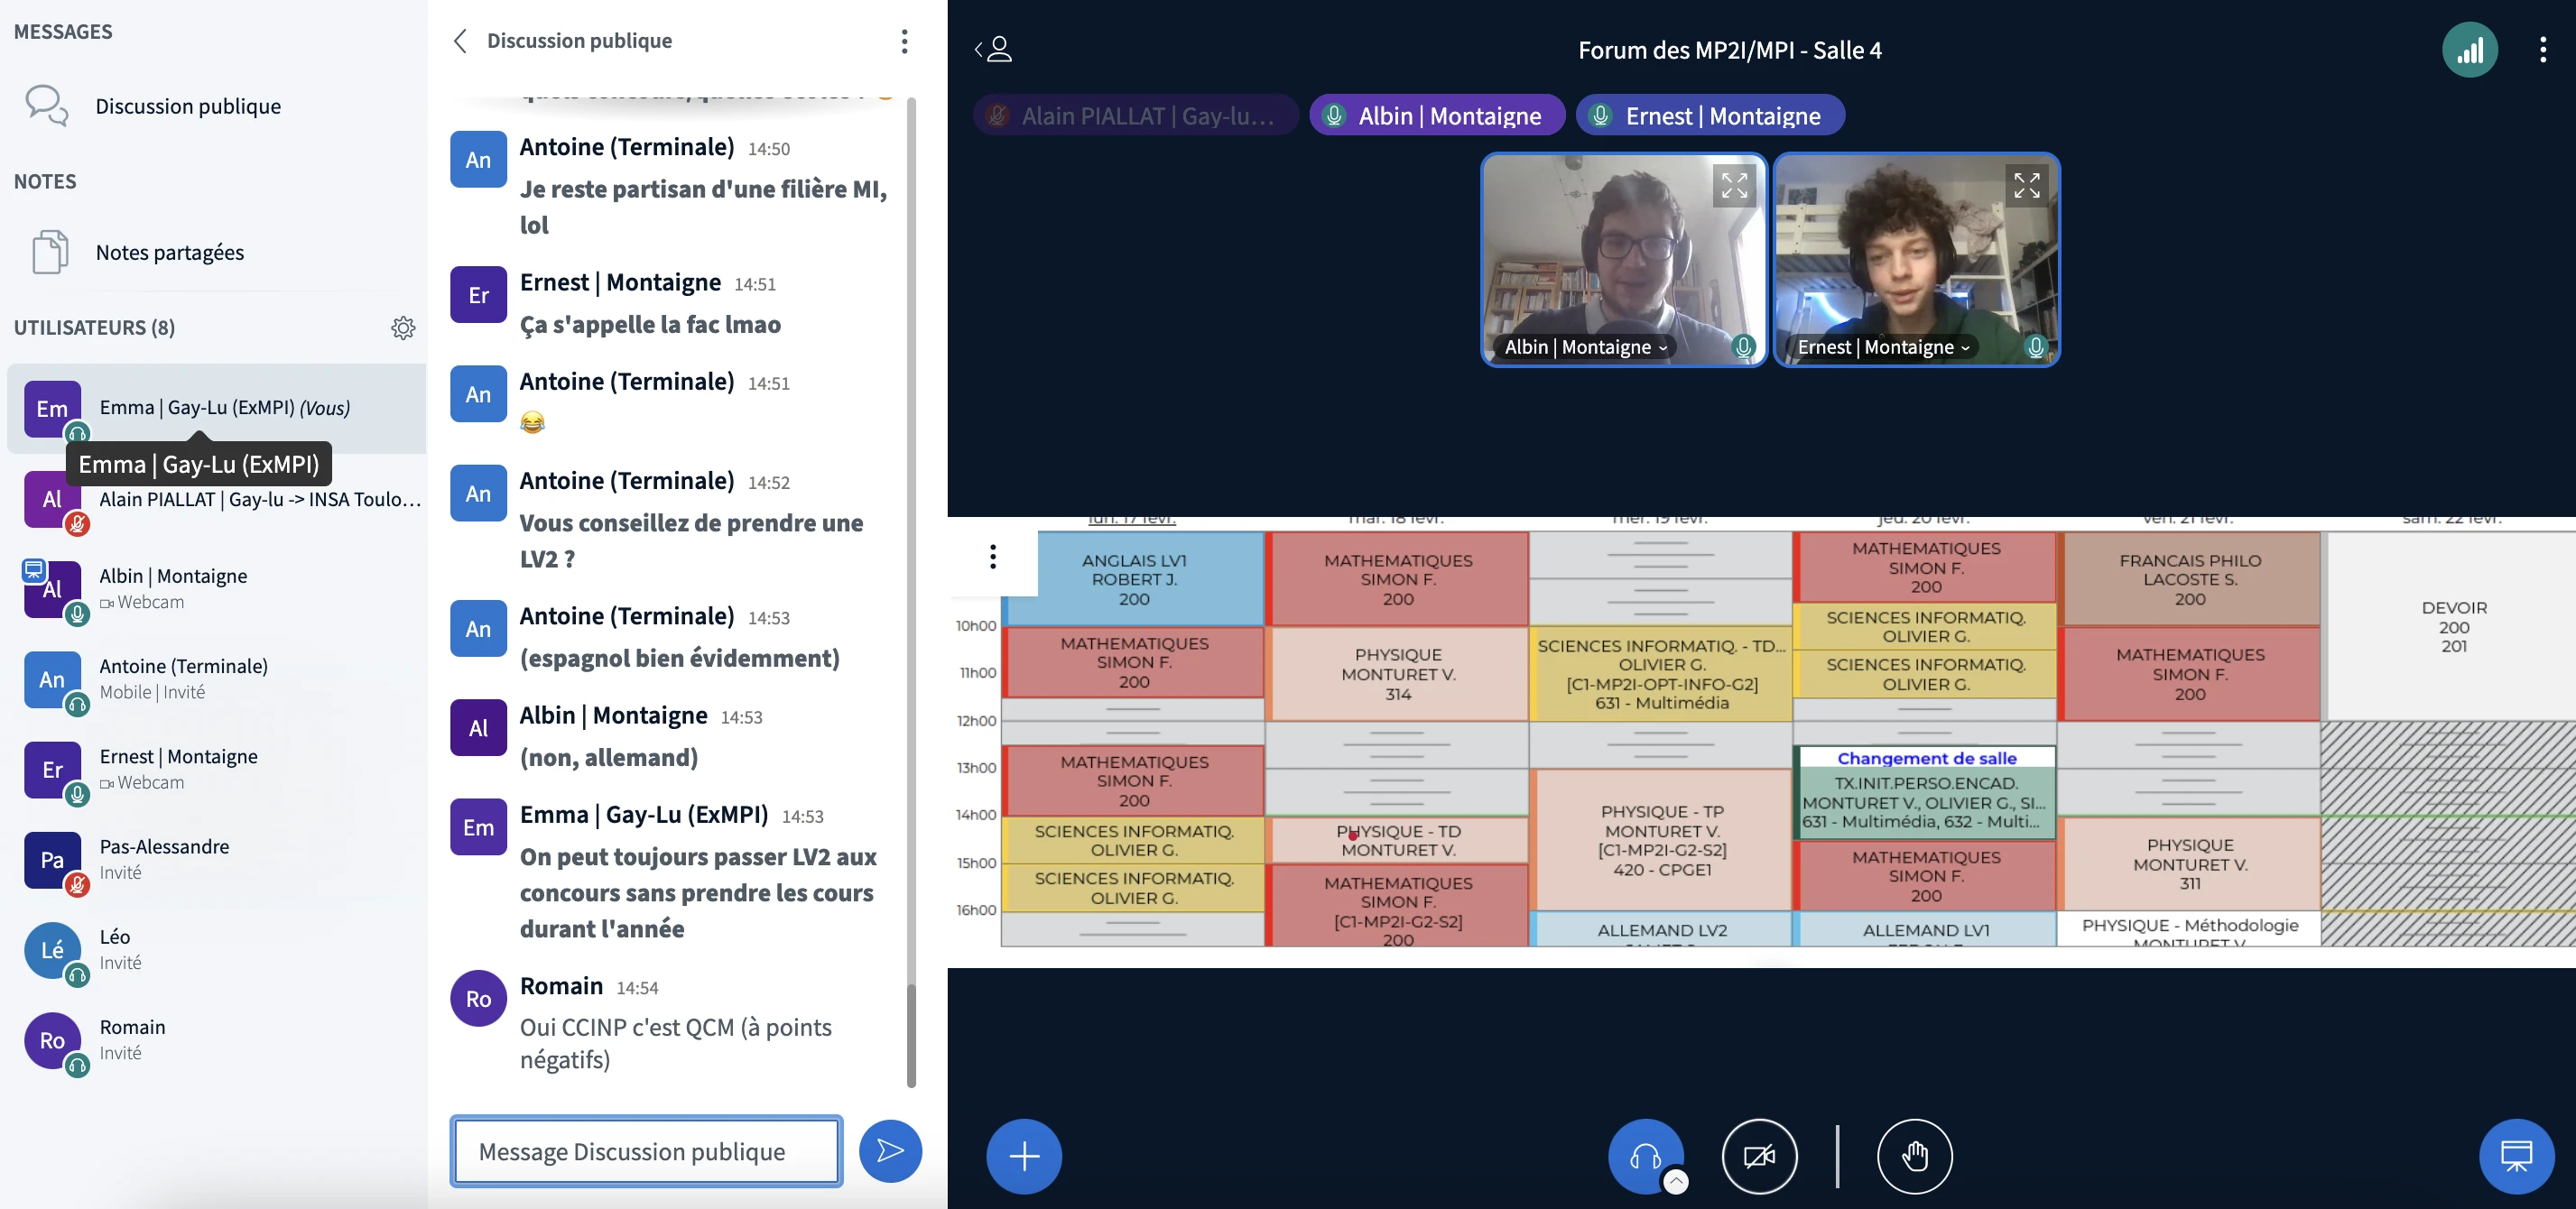 MESSAGES
Discussion publique
NOTES
Notes partagées
UTILISATEURS (8)
Em
Emma | Gay-Lu (ExMPI) (Vous)
Emma | Gay-Lu (ExMPI)
Al
Alain PIALLAT | Gay-lu -> INSA Toulo...
Al
Albin | Montaigne
Webcam
An
Antoine (Terminale)
Mobile | Invité
Er
Ernest | Montaigne
Webcam
Pa
Pas-Alessandre
Invité
Lé
Léo
Invité
Ro
Romain
Invité
Discussion publique
An
Antoine (Terminale) 14:50
Je reste partisan d'une filière MI,
lol
Er
Ernest | Montaigne 14:51
Ça s'appelle la fac lmao
An
Antoine (Terminale) 14:51
😂
An
Antoine (Terminale) 14:52
Vous conseillez de prendre une
LV2 ?
An
Antoine (Terminale) 14:53
(espagnol bien évidemment)
Al
Albin | Montaigne 14:53
(non, allemand)
Em
Emma | Gay-Lu (ExMPI) 14:53
On peut toujours passer LV2 aux
concours sans prendre les cours
durant l'année
Ro
Romain 14:54
Oui CCINP c'est QCM (à points
négatifs)
Message Discussion publique
Forum des MP2I/MPI - Salle 4
Alain PIALLAT | Gay-lu...
Albin | Montaigne
Ernest | Montaigne
Albin | Montaigne
Ernest | Montaigne
lun. 17 févr.
mar. 18 févr.
mer. 19 févr.
jeu. 20 févr.
ven. 21 févr.
sam. 22 févr.
10h00
11h00
12h00
13h00
14h00
15h00
16h00
ANGLAIS LV1
ROBERT J.
200
MATHEMATIQUES
SIMON F.
200
MATHEMATIQUES
SIMON F.
200
SCIENCES INFORMATIQ.
OLIVIER G.
SCIENCES INFORMATIQ.
OLIVIER G.
MATHEMATIQUES
SIMON F.
200
PHYSIQUE
MONTURET V.
314
PHYSIQUE - TD
MONTURET V.
MATHEMATIQUES
SIMON F.
[C1-MP2I-G2-S2]
200
SCIENCES INFORMATIQ. - TD...
OLIVIER G.
[C1-MP2I-OPT-INFO-G2]
631 - Multimédia
PHYSIQUE - TP
MONTURET V.
[C1-MP2I-G2-S2]
420 - CPGE1
ALLEMAND LV2
MATHEMATIQUES
SIMON F.
200
SCIENCES INFORMATIQ.
OLIVIER G.
SCIENCES INFORMATIQ.
OLIVIER G.
Changement de salle
TX.INIT.PERSO.ENCAD.
MONTURET V., OLIVIER G., SI...
631 - Multimédia, 632 - Multi...
MATHEMATIQUES
SIMON F.
200
ALLEMAND LV1
FRANCAIS PHILO
LACOSTE S.
200
MATHEMATIQUES
SIMON F.
200
PHYSIQUE
MONTURET V.
311
PHYSIQUE - Méthodologie
MONTURET V.
DEVOIR
200
201